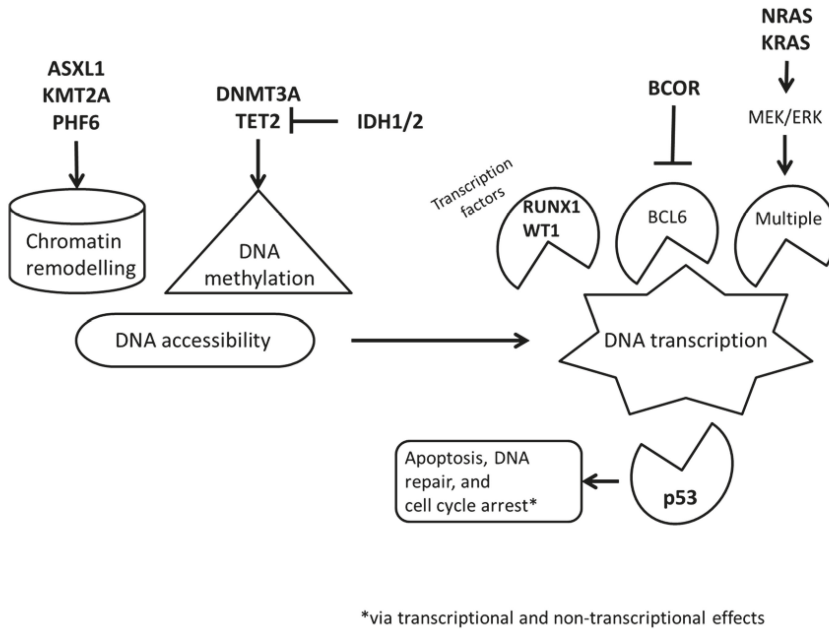 ASXL1
KMT2A
PHF6
Chromatin
remodelling
DNMT3A
TET2
IDH1/2
DNA
methylation
DNA accessibility
Transcription
factors
RUNX1
WT1
BCOR
BCL6
NRAS
KRAS
MEK/ERK
Multiple
DNA transcription
Apoptosis, DNA
repair, and
cell cycle arrest*
p53
*via transcriptional and non-transcriptional effects